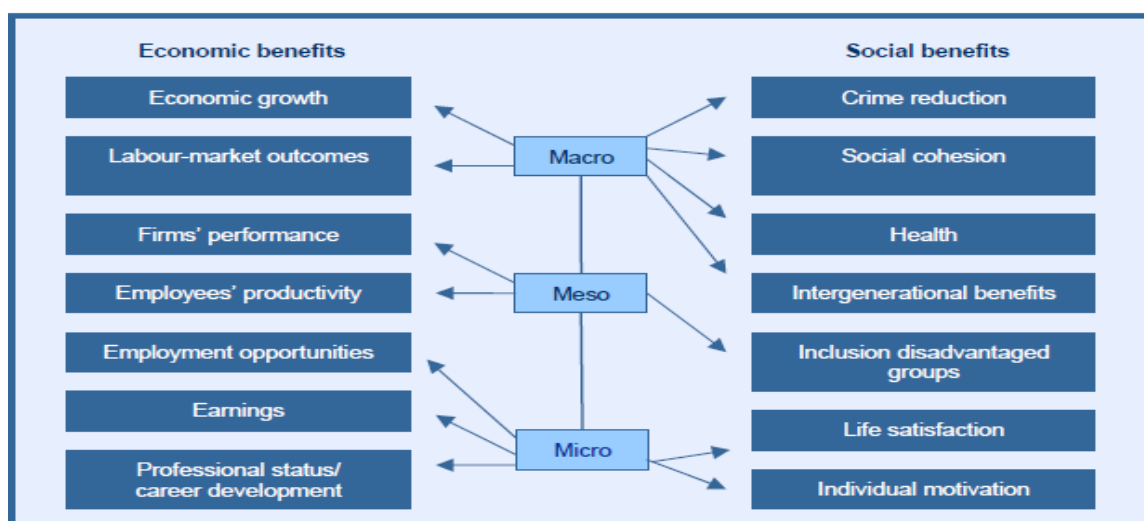 Economic benefits
Social benefits
Economic growth
Crime reduction
Labour-market outcomes
Macro
Social cohesion
Firms' performance
Health
Employees' productivity
Meso
Intergenerational benefits
Employment opportunities
Inclusion disadvantaged
groups
Earnings
Life satisfaction
Micro
Professional status/
career development
Individual motivation